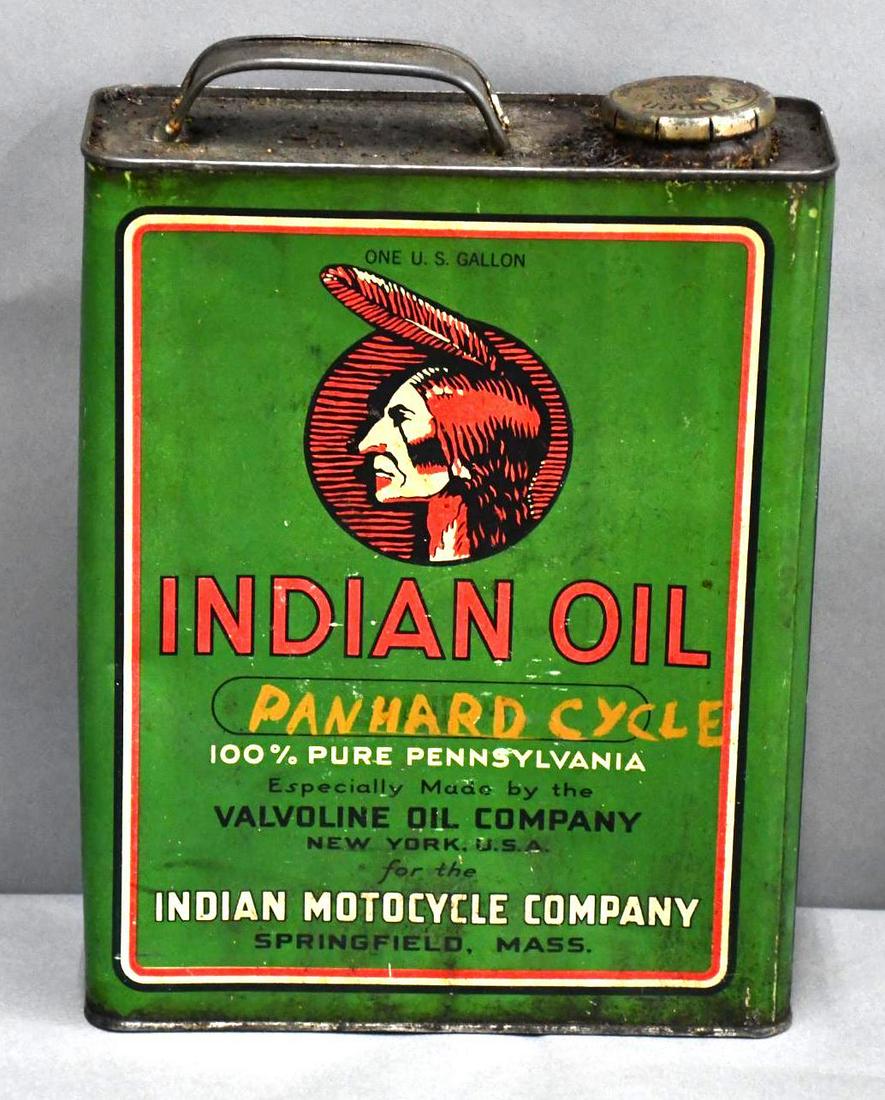 ONE U. S. GALLON
INDIAN OIL
PANHARD CYCLE
100% PURE PENNSYLVANIA
Especially Made by the
VALVOLINE OIL COMPANY
NEW YORK, U.S.A.
for the
INDIAN MOTOCYCLE COMPANY
SPRINGFIELD, MASS.